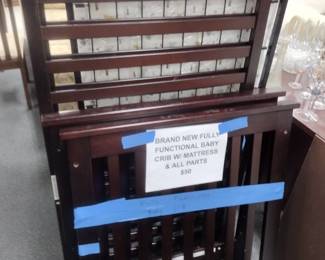 BRAND NEW FULLY
FUNCTIONAL BABY
CRIB W/ MATTRESS
& ALL PARTS
$50